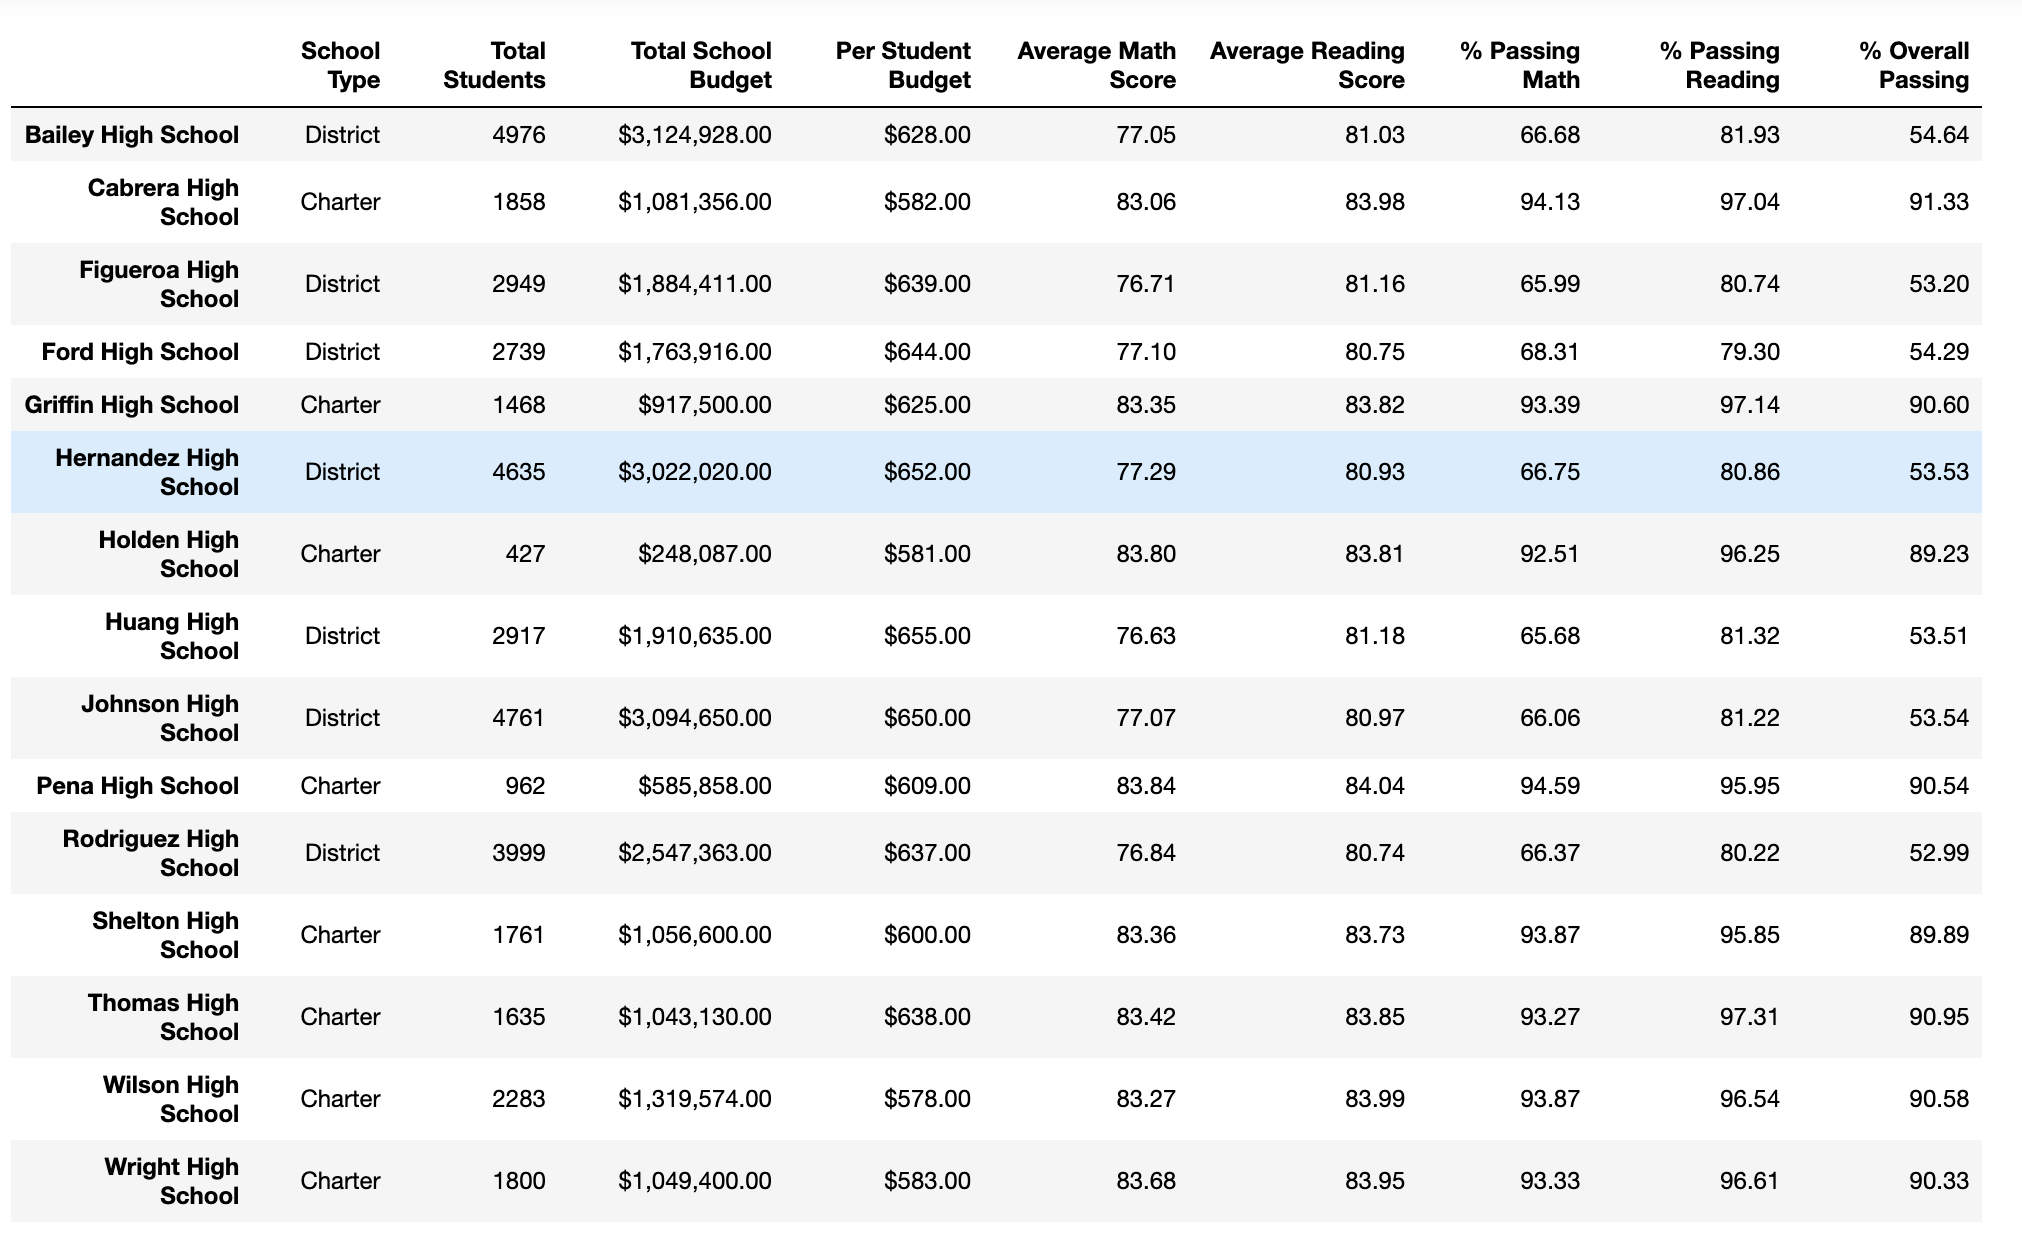 School Type Total Students Total School Budget Per Student Budget Average Math Score Average Reading Score % Passing Math % Passing Reading % Overall Passing
Bailey High School District 4976 $3,124,928.00 $628.00 77.05 81.03 66.68 81.93 54.64
Cabrera High School Charter 1858 $1,081,356.00 $582.00 83.06 83.98 94.13 97.04 91.33
Figueroa High School District 2949 $1,884,411.00 $639.00 76.71 81.16 65.99 80.74 53.20
Ford High School District 2739 $1,763,916.00 $644.00 77.10 80.75 68.31 79.30 54.29
Griffin High School Charter 1468 $917,500.00 $625.00 83.35 83.82 93.39 97.14 90.60
Hernandez High School District 4635 $3,022,020.00 $652.00 77.29 80.93 66.75 80.86 53.53
Holden High School Charter 427 $248,087.00 $581.00 83.80 83.81 92.51 96.25 89.23
Huang High School District 2917 $1,910,635.00 $655.00 76.63 81.18 65.68 81.32 53.51
Johnson High School District 4761 $3,094,650.00 $650.00 77.07 80.97 66.06 81.22 53.54
Pena High School Charter 962 $585,858.00 $609.00 83.84 84.04 94.59 95.95 90.54
Rodriguez High School District 3999 $2,547,363.00 $637.00 76.84 80.74 66.37 80.22 52.99
Shelton High School Charter 1761 $1,056,600.00 $600.00 83.36 83.73 93.87 95.85 89.89
Thomas High School Charter 1635 $1,043,130.00 $638.00 83.42 83.85 93.27 97.31 90.95
Wilson High School Charter 2283 $1,319,574.00 $578.00 83.27 83.99 93.87 96.54 90.58
Wright High School Charter 1800 $1,049,400.00 $583.00 83.68 83.95 93.33 96.61 90.33